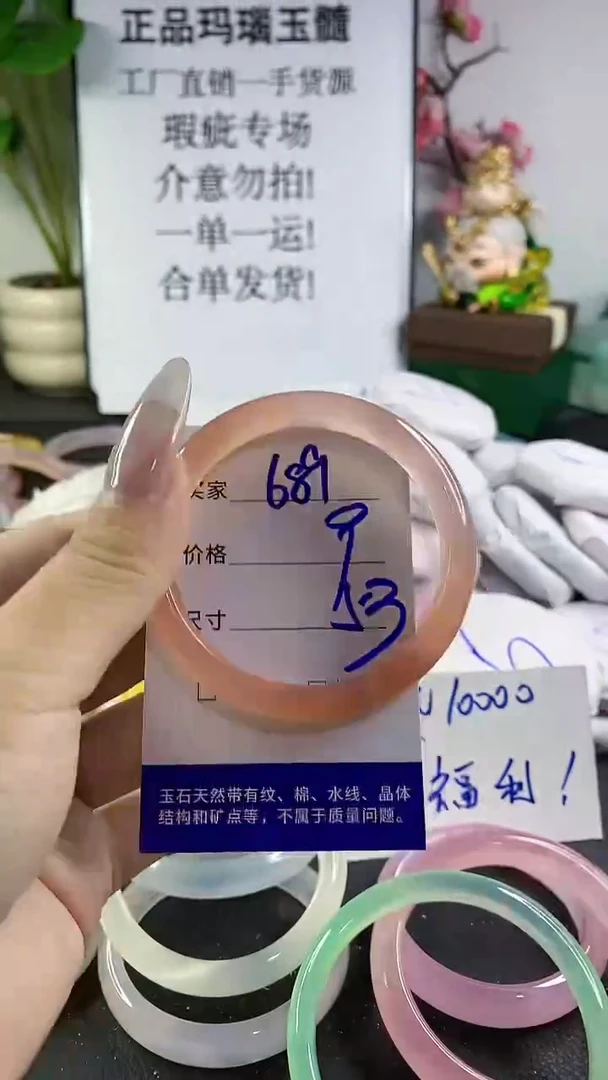 正品玛瑙玉髓
工厂直销一手货源
瑕疵专场
介意勿拍!
一单一运!
合单发货!
买家 689
价格
尺寸
玉石天然带有纹、棉、水线、晶体
结构和矿点等，不属于质量问题。
10000
福利!